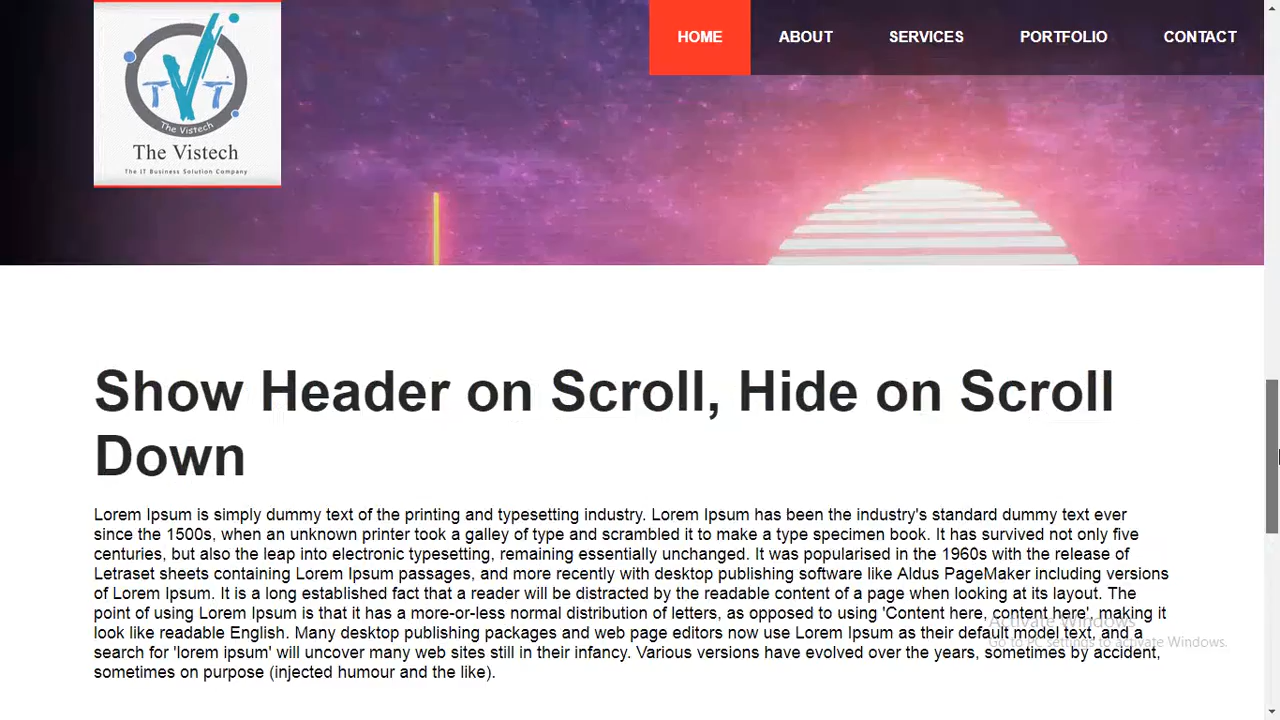 HOME ABOUT SERVICES PORTFOLIO CONTACT
TVT
The Vistech
The Vistech
The IT Business Solution Company
Show Header on Scroll, Hide on Scroll
Down
Lorem Ipsum is simply dummy text of the printing and typesetting industry. Lorem Ipsum has been the industry's standard dummy text ever
since the 1500s, when an unknown printer took a galley of type and scrambled it to make a type specimen book. It has survived not only five
centuries, but also the leap into electronic typesetting, remaining essentially unchanged. It was popularised in the 1960s with the release of
Letraset sheets containing Lorem Ipsum passages, and more recently with desktop publishing software like Aldus PageMaker including versions
of Lorem Ipsum. It is a long established fact that a reader will be distracted by the readable content of a page when looking at its layout. The
point of using Lorem Ipsum is that it has a more-or-less normal distribution of letters, as opposed to using 'Content here, content here', making it
look like readable English. Many desktop publishing packages and web page editors now use Lorem Ipsum as their default model text, and a
search for 'lorem ipsum' will uncover many web sites still in their infancy. Various versions have evolved over the years, sometimes by accident,
sometimes on purpose (injected humour and the like).
Activate Windows
Go to PC settings to activate Windows.